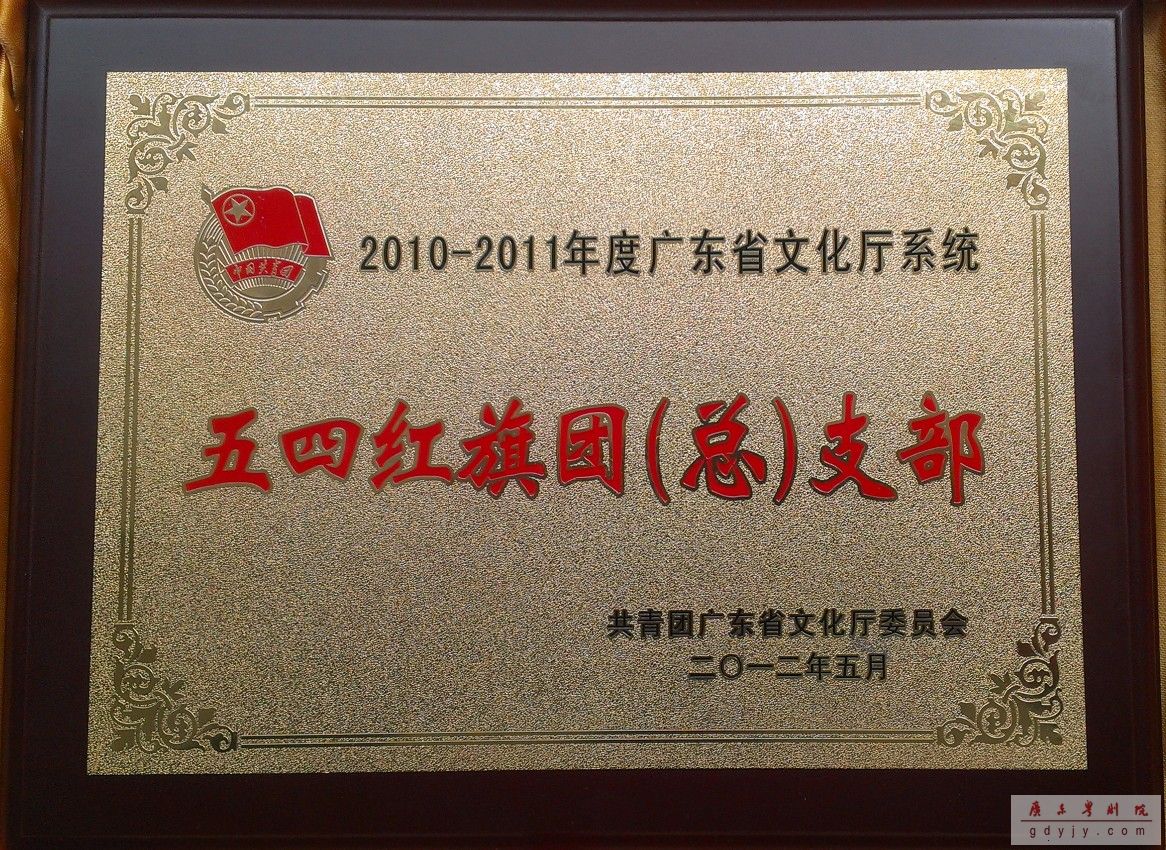 2010-2011年度广东省文化厅系统
中国共青团
五四红旗团(总)支部
共青团广东省文化厅委员会
二〇一二年五月
广东粤剧院
gdyjy.com